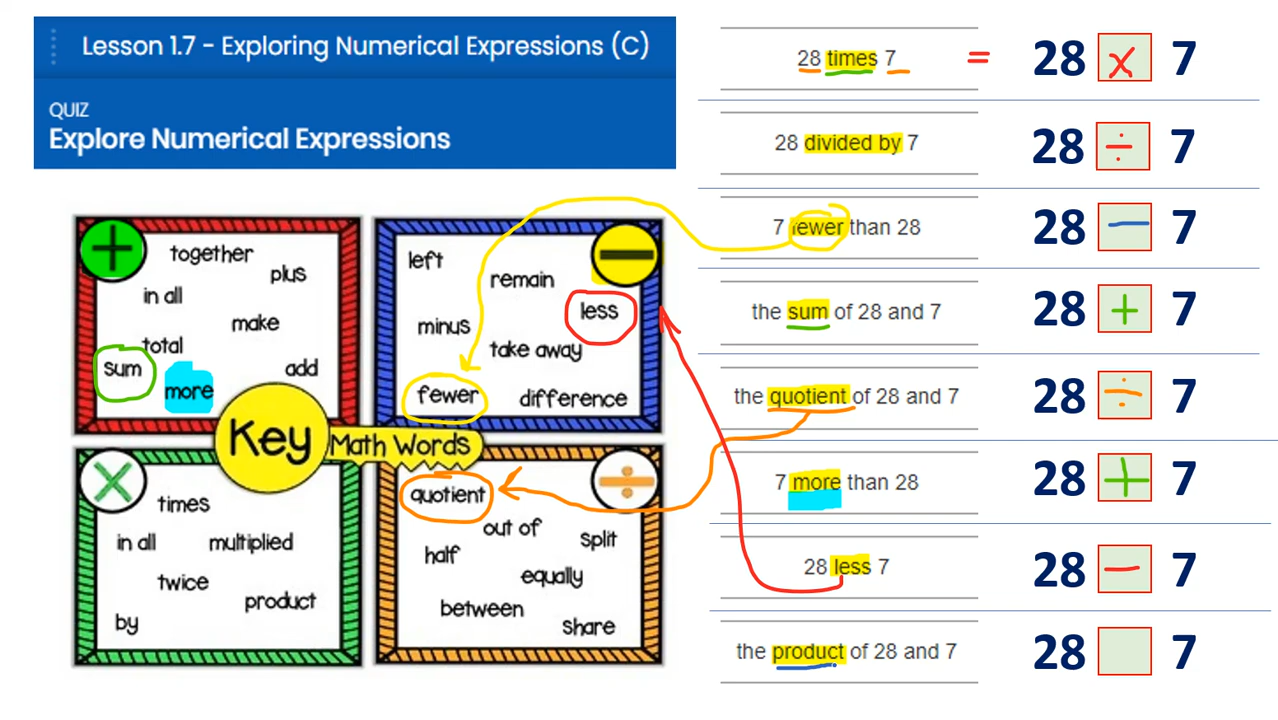 Lesson 1.7 - Exploring Numerical Expressions (C)
QUIZ
Explore Numerical Expressions
+
together
plus
in all
make
total
sum
add
more
−
left
remain
less
minus
take away
fewer
difference
Key Math Words
×
times
in all
multiplied
twice
product
by
÷
quotient
out of
split
half
equally
between
share
28 times 7 = 28 x 7
28 divided by 7 28 ÷ 7
7 fewer than 28 28 − 7
the sum of 28 and 7 28 + 7
the quotient of 28 and 7 28 ÷ 7
7 more than 28 28 + 7
28 less 7 28 − 7
the product of 28 and 7 28 7